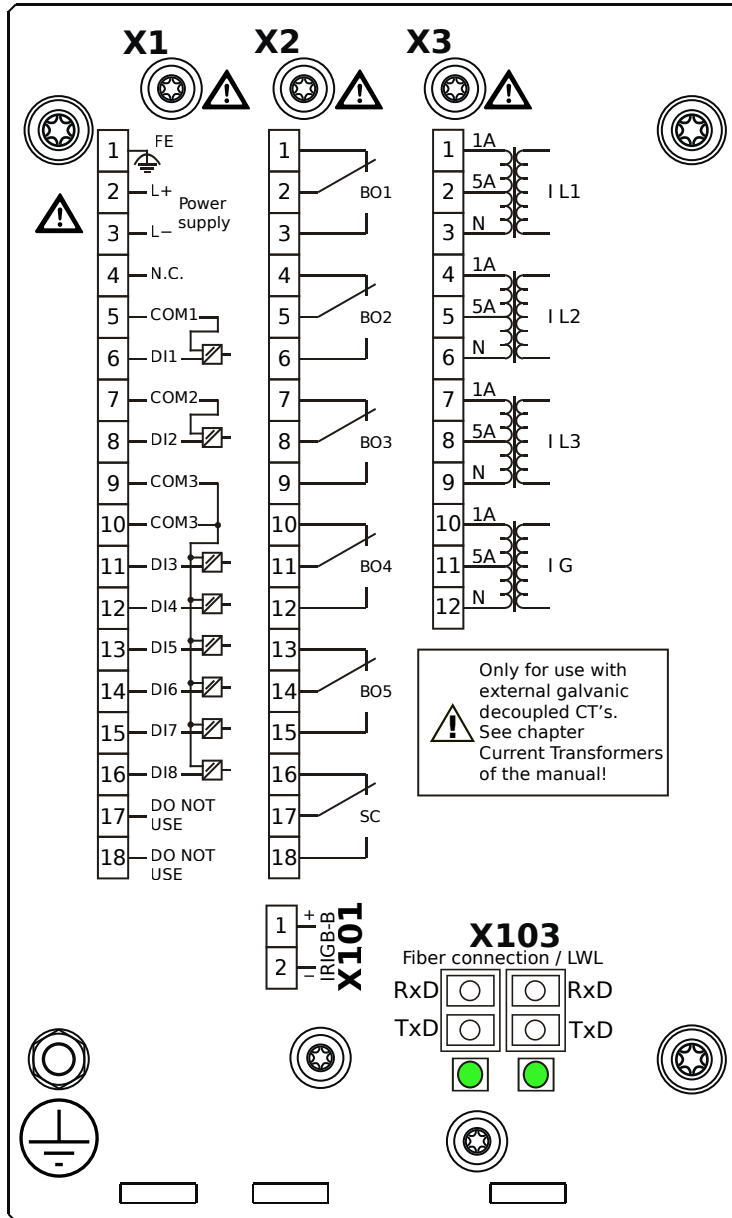 X1 X2 X3
1 FE
2 L+
Power
supply
3 L−
4 N.C.
5 COM1
6 DI1
7 COM2
8 DI2
9 COM3
10 COM3
11 DI3
12 DI4
13 DI5
14 DI6
15 DI7
16 DI8
17 DO NOT
USE
18 DO NOT
USE
1
2 BO1
3
4
5 BO2
6
7
8 BO3
9
10
11 BO4
12
13
14 BO5
15
16
17 SC
18
1 1A
2 5A I L1
3 N
4 1A
5 5A I L2
6 N
7 1A
8 5A I L3
9 N
10 1A
11 5A I G
12 N
Only for use with
external galvanic
decoupled CT's.
See chapter
Current Transformers
of the manual!
1 +
2 −
IRIGB-B
X101
X103
Fiber connection / LWL
RxD RxD
TxD TxD